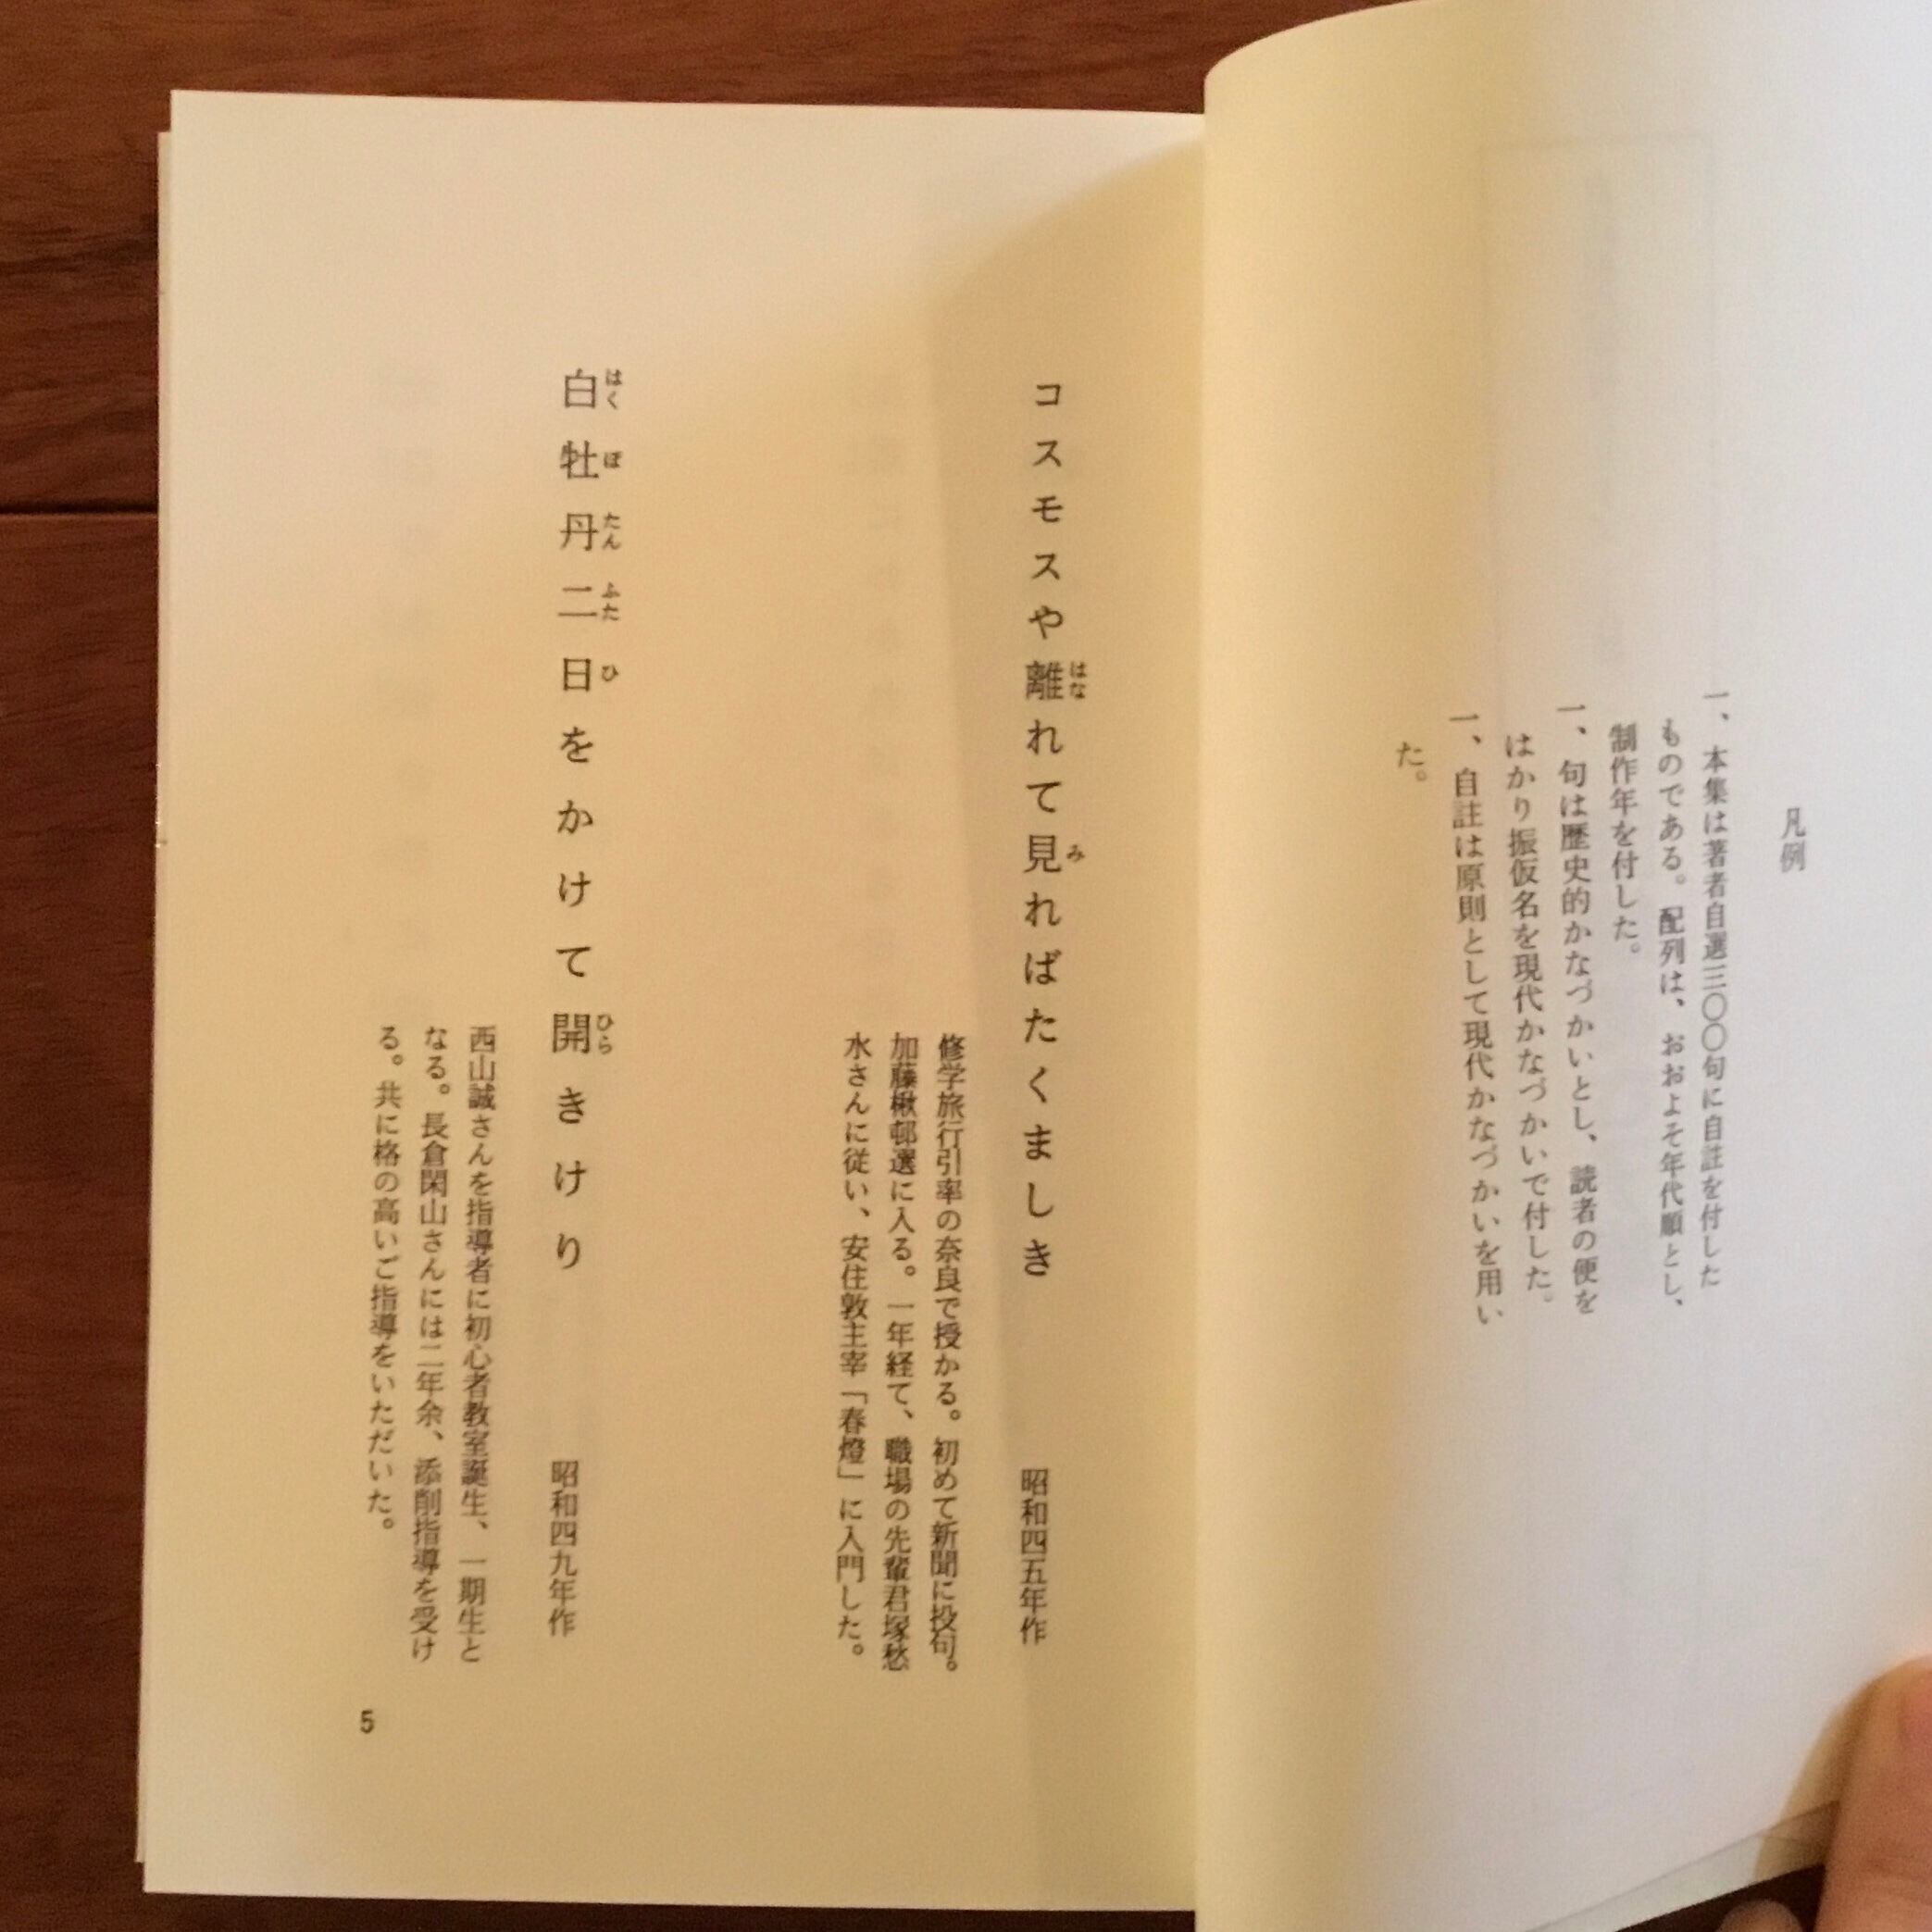 凡例
一、本集は著者自選三〇〇句に自註を付した
ものである。配列は、おおよそ年代順とし、
制作年を付した。
一、句は歴史的かなづかいとし、読者の便を
はかり振仮名を現代かなづかいで付した。
一、自註は原則として現代かなづかいを用い
た。
コスモスや離れて見ればたくましき
はな
み
昭和四五年作
修学旅行引率の奈良で授かる。初めて新聞に投句。
加藤楸邨選に入る。一年経て、職場の先輩君塚愁
水さんに従い、安住敦主宰「春燈」に入門した。
白牡丹二日をかけて開きけり
はく ぼ たん ふた ひ
ひら
昭和四九年作
西山誠さんを指導者に初心者教室誕生、一期生と
なる。長倉閑山さんには二年余、添削指導を受け
る。共に格の高いご指導をいただいた。
5